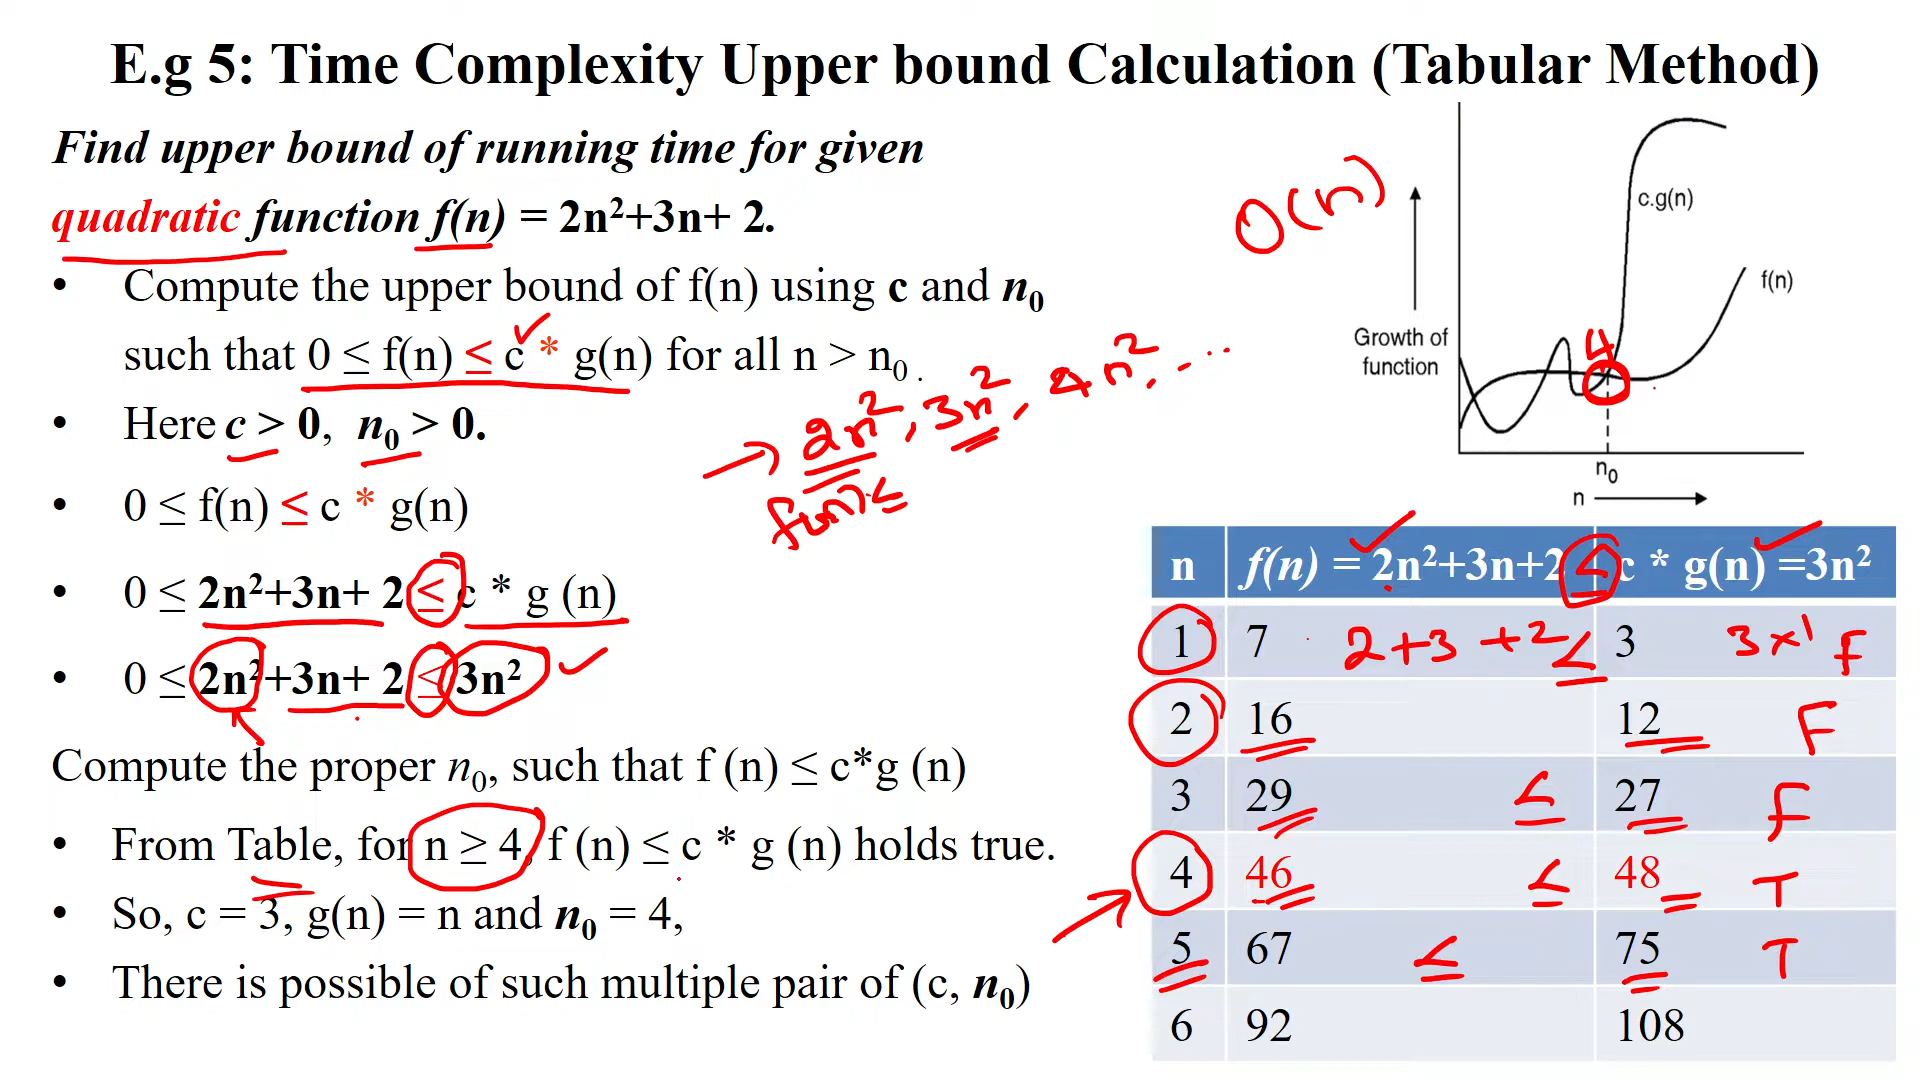 E.g 5: Time Complexity Upper bound Calculation (Tabular Method)
Find upper bound of running time for given
quadratic function f(n) = 2n²+3n+ 2.
• Compute the upper bound of f(n) using c and n₀
such that 0 ≤ f(n) ≤ c * g(n) for all n > n₀ .
• Here c > 0, n₀ > 0.
• 0 ≤ f(n) ≤ c * g(n)
• 0 ≤ 2n²+3n+ 2 ≤ c * g (n)
• 0 ≤ 2n²+3n+ 2 ≤ 3n²
Compute the proper n₀, such that f (n) ≤ c*g (n)
• From Table, for n ≥ 4, f (n) ≤ c * g (n) holds true.
• So, c = 3, g(n) = n and n₀ = 4,
• There is possible of such multiple pair of (c, n₀)
→ 2n², 3n², 4n², ...
f(n) ≤
O(n)
c.g(n)
f(n)
Growth of
function
4
n₀
n
n f(n) = 2n²+3n+2 ≤ c * g(n) =3n²
1 7 2+3+2 ≤ 3 3×1 F
2 16 12 F
3 29 ≤ 27 F
4 46 ≤ 48 T
5 67 ≤ 75 T
6 92 108